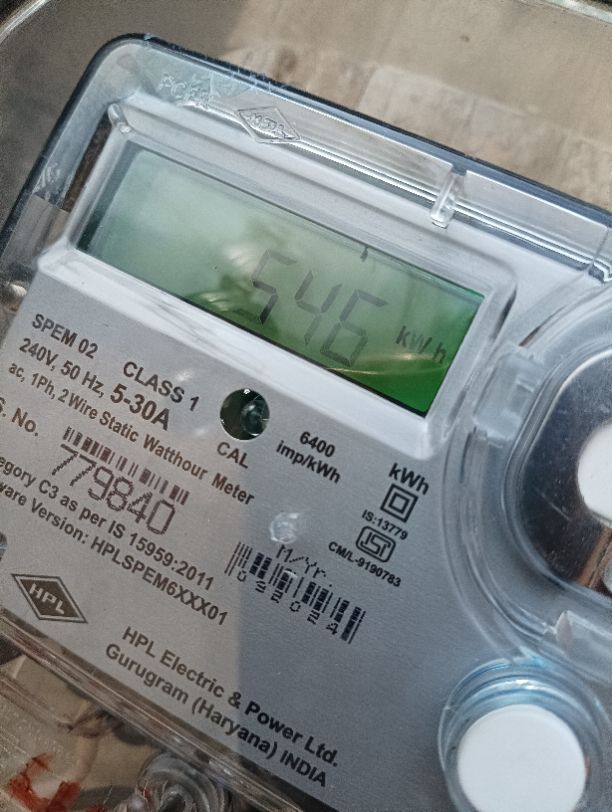 546 kWh
SPEM 02 CLASS 1
240V, 50 Hz, 5-30A
ac, 1Ph, 2 Wire Static Watthour Meter
CAL
6400
imp/kWh
kWh
S. No.
779840
IS:13779
CM/L-9190783
C3 as per IS 15959:2011
Version: HPLSPEM6XXX01
M/Yr.
HPL
HPL Electric & Power Ltd.
Gurugram (Haryana) INDIA